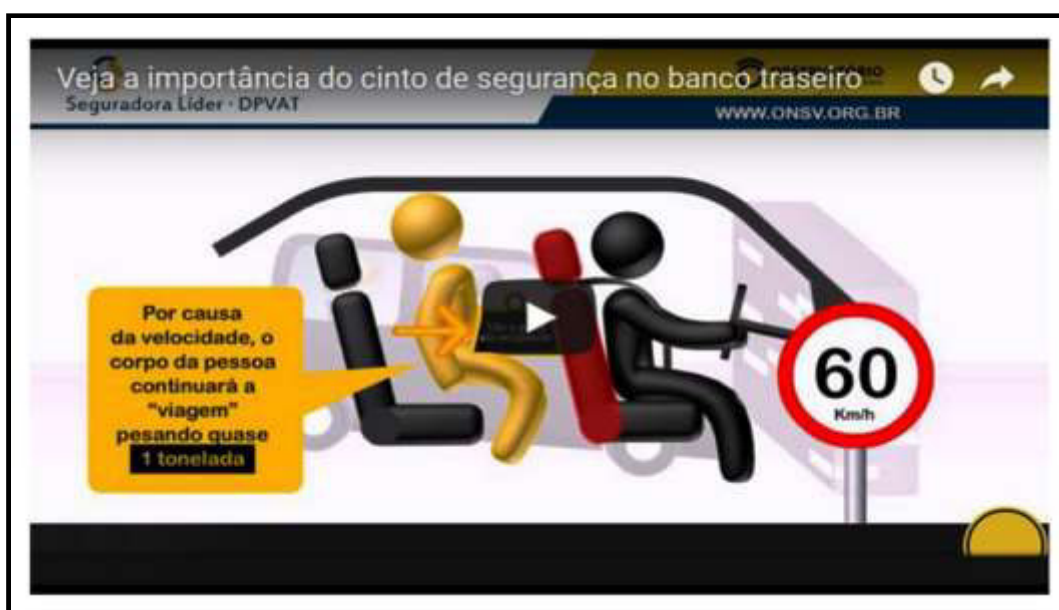 Veja a importância do cinto de segurança no banco traseiro
Seguradora Líder · DPVAT
WWW.ONSV.ORG.BR
Por causa
da velocidade, o
corpo da pessoa
continuará a
"viagem"
pesando quase
1 tonelada
60
Km/h